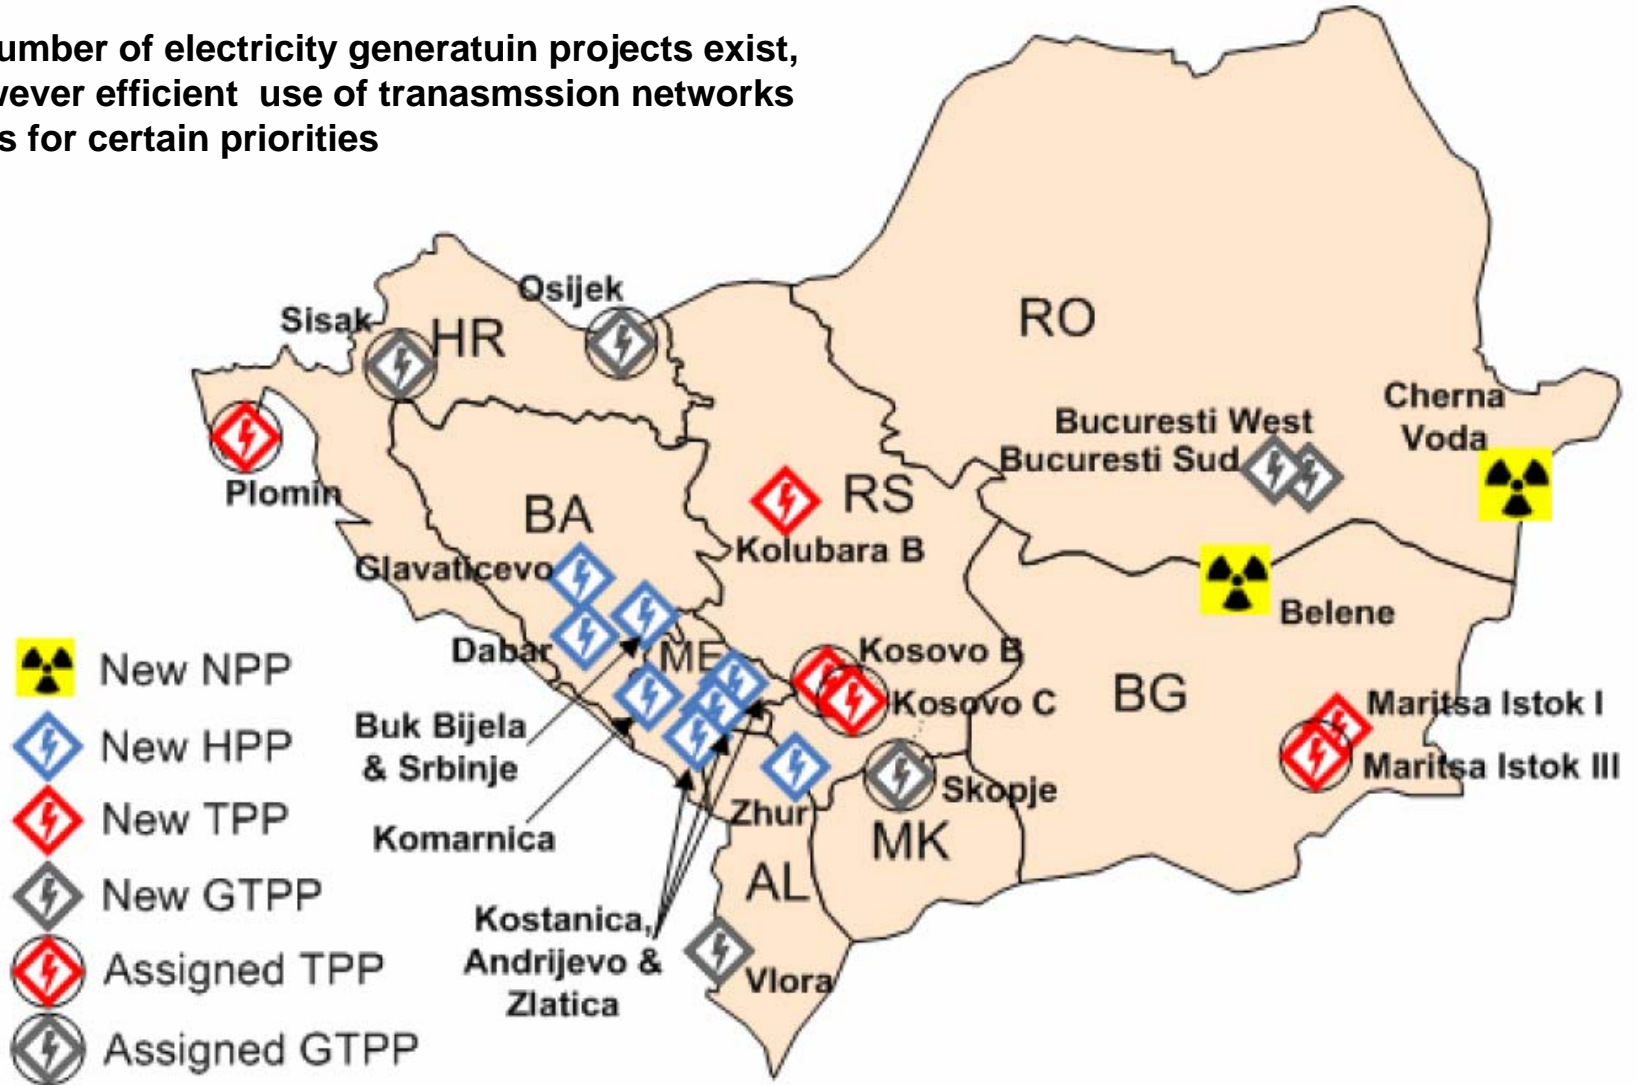 umber of electricity generatuin projects exist,
wever efficient use of tranasmssion networks
s for certain priorities
Osijek
Sisak
HR
RO
Cherna
Voda
Bucuresti West
Bucuresti Sud
Plomin
BA
RS
Kolubara B
Glavaticevo
Belene
Dabar
ME
Kosovo B
Kosovo C
BG
Maritsa Istok I
Maritsa Istok III
Buk Bijela
& Srbinje
Skopje
Zhur
Komarnica
MK
AL
Kostanica,
Andrijevo &
Zlatica
Vlora
New NPP
New HPP
New TPP
New GTPP
Assigned TPP
Assigned GTPP